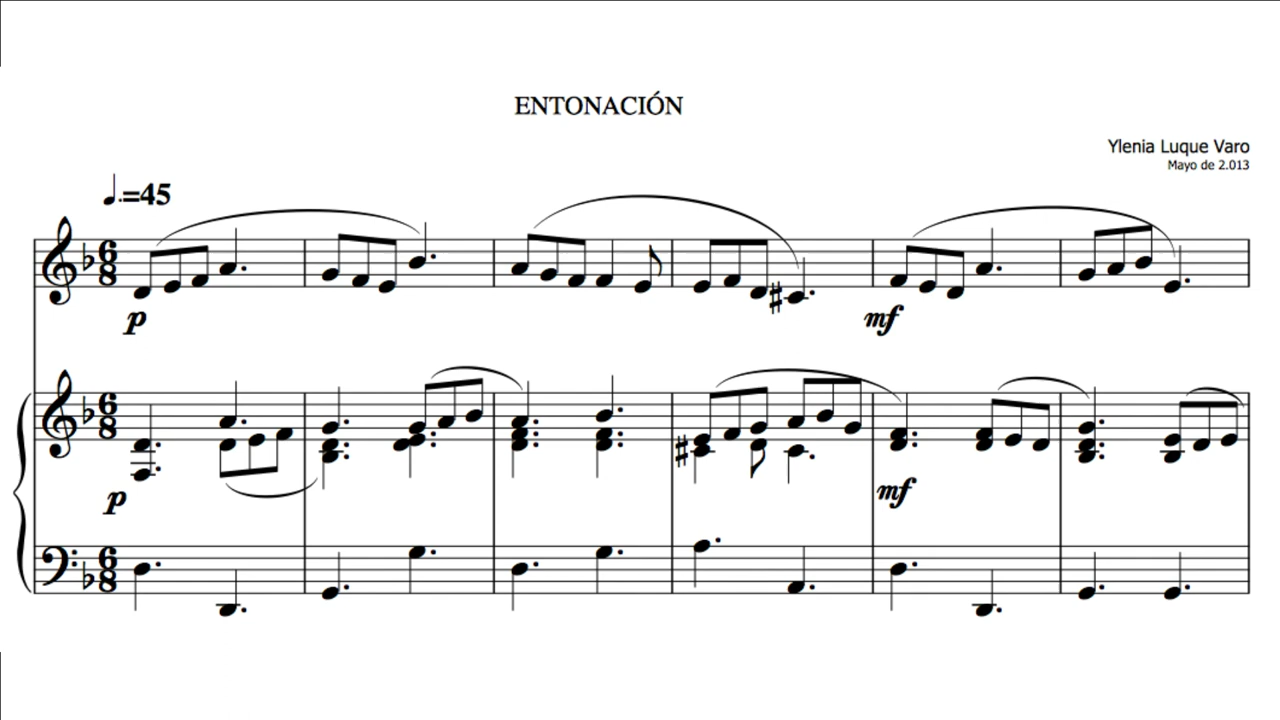 ENTONACIÓN
Ylenia Luque Varo
Mayo de 2.013
♩.=45
6
8
p
mf
6
8
p
mf
6
8